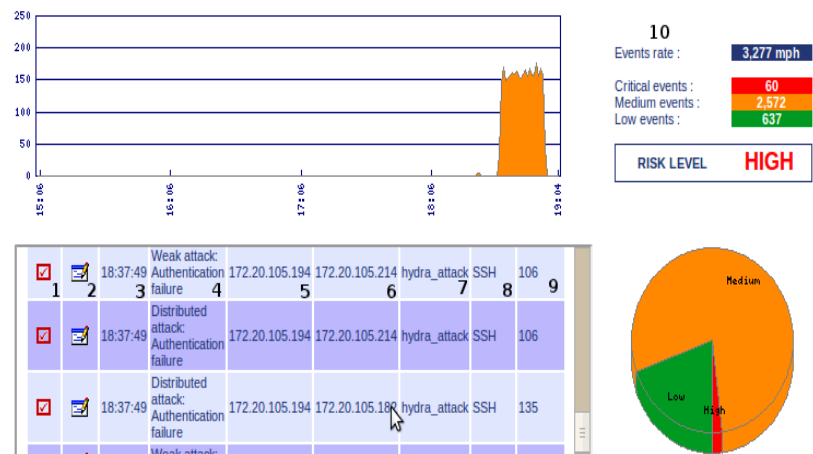 250
200
150
100
50
0
15:06
16:06
17:06
18:06
19:04
10
Events rate : 3,277 mph
Critical events : 60
Medium events : 2,572
Low events : 637
RISK LEVEL HIGH
18:37:49 Weak attack: Authentication failure 172.20.105.194 172.20.105.214 hydra_attack SSH 106
1 2 3 4 5 6 7 8 9
18:37:49 Distributed attack: Authentication failure 172.20.105.194 172.20.105.214 hydra_attack SSH 106
18:37:49 Distributed attack: Authentication failure 172.20.105.194 hydra_attack SSH 135
Weak attack:
Medium
Low
High